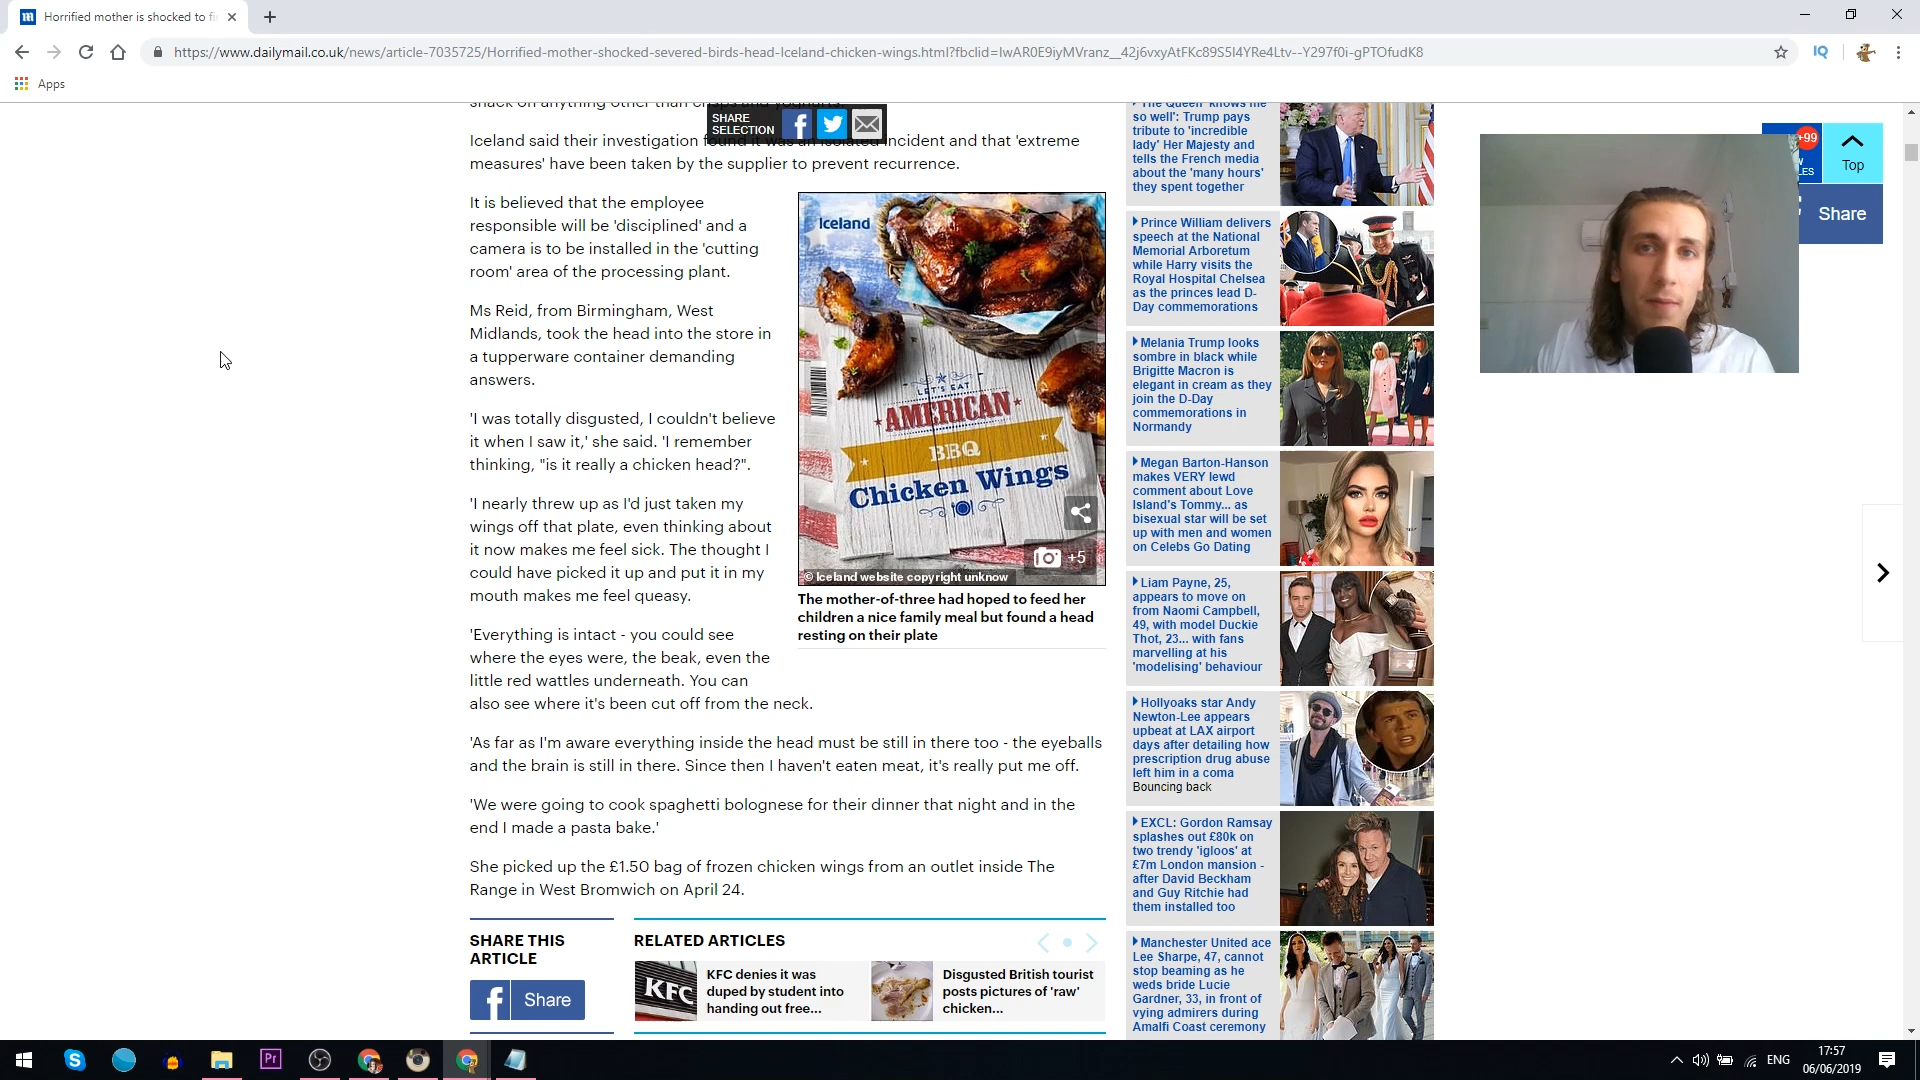 Horrified mother is shocked to fi
https://www.dailymail.co.uk/news/article-7035725/Horrified-mother-shocked-severed-birds-head-Iceland-chicken-wings.html?fbclid=IwAR0E9iyMVranz__42j6vxyAtFKc89S5I4YRe4Ltv--Y297f0i-gPTOfudK8
IQ
Apps
snack on anything other than crisps and yoghurts.
SHARE
SELECTION
Iceland said their investigation found it was an isolated incident and that 'extreme
measures' have been taken by the supplier to prevent recurrence.
It is believed that the employee
responsible will be 'disciplined' and a
camera is to be installed in the 'cutting
room' area of the processing plant.
Ms Reid, from Birmingham, West
Midlands, took the head into the store in
a tupperware container demanding
answers.
'I was totally disgusted, I couldn't believe
it when I saw it,' she said. 'I remember
thinking, "is it really a chicken head?".
'I nearly threw up as I'd just taken my
wings off that plate, even thinking about
it now makes me feel sick. The thought I
could have picked it up and put it in my
mouth makes me feel queasy.
'Everything is intact - you could see
where the eyes were, the beak, even the
little red wattles underneath. You can
also see where it's been cut off from the neck.
Iceland
LET'S EAT
AMERICAN
BBQ
Chicken Wings
+5
© Iceland website copyright unknow
The mother-of-three had hoped to feed her
children a nice family meal but found a head
resting on their plate
'As far as I'm aware everything inside the head must be still in there too - the eyeballs
and the brain is still in there. Since then I haven't eaten meat, it's really put me off.
'We were going to cook spaghetti bolognese for their dinner that night and in the
end I made a pasta bake.'
She picked up the £1.50 bag of frozen chicken wings from an outlet inside The
Range in West Bromwich on April 24.
SHARE THIS
ARTICLE
Share
RELATED ARTICLES
KFC
KFC denies it was
duped by student into
handing out free...
Disgusted British tourist
posts pictures of 'raw'
chicken...
'The Queen 'knows me
so well': Trump pays
tribute to 'incredible
lady' Her Majesty and
tells the French media
about the 'many hours'
they spent together
Prince William delivers
speech at the National
Memorial Arboretum
while Harry visits the
Royal Hospital Chelsea
as the princes lead D-
Day commemorations
Melania Trump looks
sombre in black while
Brigitte Macron is
elegant in cream as they
join the D-Day
commemorations in
Normandy
Megan Barton-Hanson
makes VERY lewd
comment about Love
Island's Tommy... as
bisexual star will be set
up with men and women
on Celebs Go Dating
Liam Payne, 25,
appears to move on
from Naomi Campbell,
49, with model Duckie
Thot, 23... with fans
marvelling at his
'modelising' behaviour
Hollyoaks star Andy
Newton-Lee appears
upbeat at LAX airport
days after detailing how
prescription drug abuse
left him in a coma
Bouncing back
EXCL: Gordon Ramsay
splashes out £80k on
two trendy 'igloos' at
£7m London mansion -
after David Beckham
and Guy Ritchie had
them installed too
Manchester United ace
Lee Sharpe, 47, cannot
stop beaming as he
weds bride Lucie
Gardner, 33, in front of
vying admirers during
Amalfi Coast ceremony
+99
W
LES
Top
Share
Pr
ENG
17:57
06/06/2019